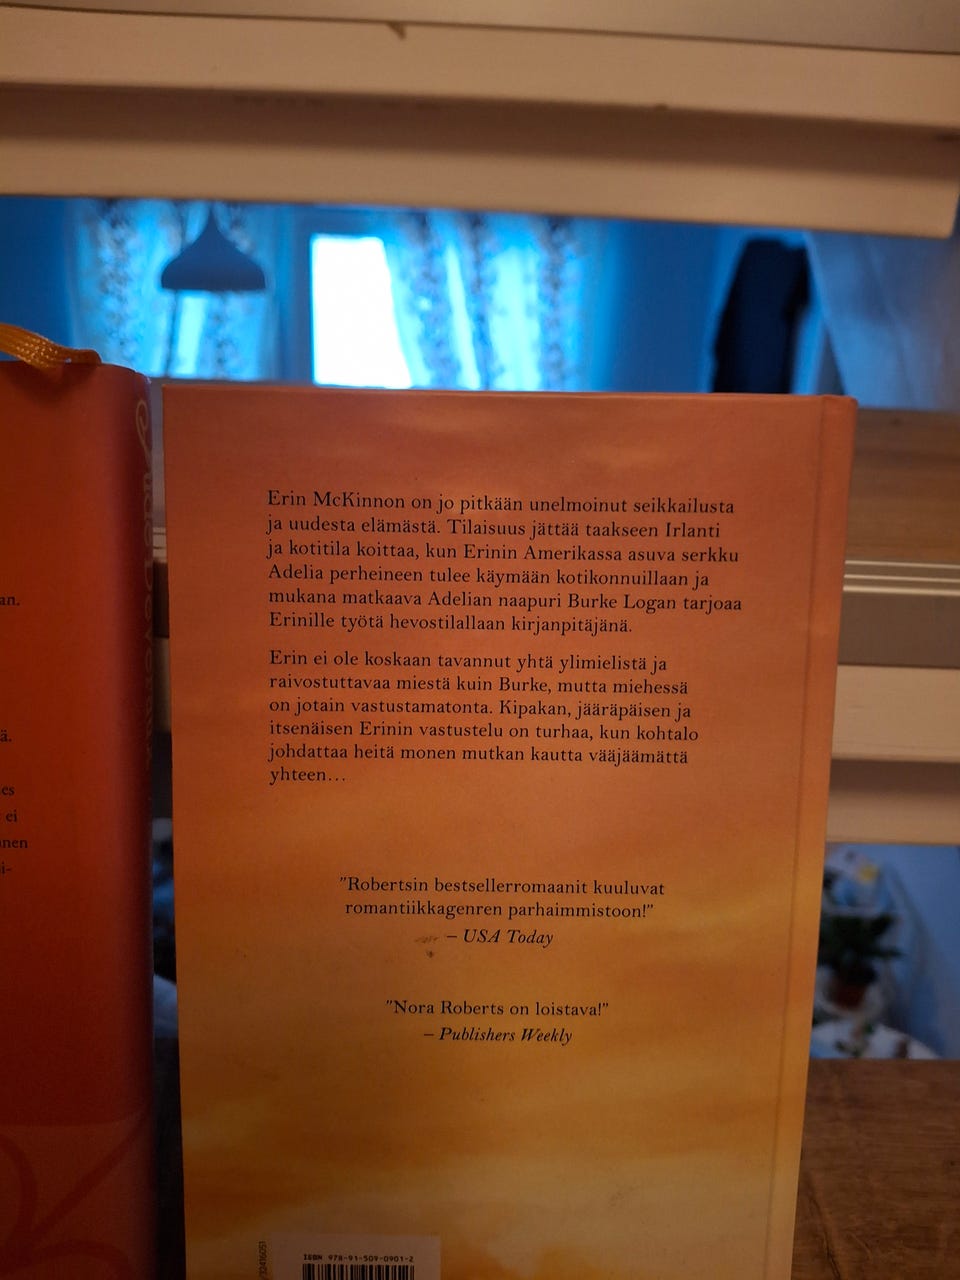 an.
ä.
es
ei
nen
i-
Erin McKinnon on jo pitkään unelmoinut seikkailusta
ja uudesta elämästä. Tilaisuus jättää taakseen Irlanti
ja kotitila koittaa, kun Erinin Amerikassa asuva serkku
Adelia perheineen tulee käymään kotikonnuillaan ja
mukana matkaava Adelian naapuri Burke Logan tarjoaa
Erinille työtä hevostilallaan kirjanpitäjänä.
Erin ei ole koskaan tavannut yhtä ylimielistä ja
raivostuttavaa miestä kuin Burke, mutta miehessä
on jotain vastustamatonta. Kipakan, jääräpäisen ja
itsenäisen Erinin vastustelu on turhaa, kun kohtalo
johdattaa heitä monen mutkan kautta vääjäämättä
yhteen...
"Robertsin bestsellerromaanit kuuluvat
romantiikkagenren parhaimmistoon!"
– USA Today
"Nora Roberts on loistava!"
– Publishers Weekly
ISBN 978-91-509-0901-2